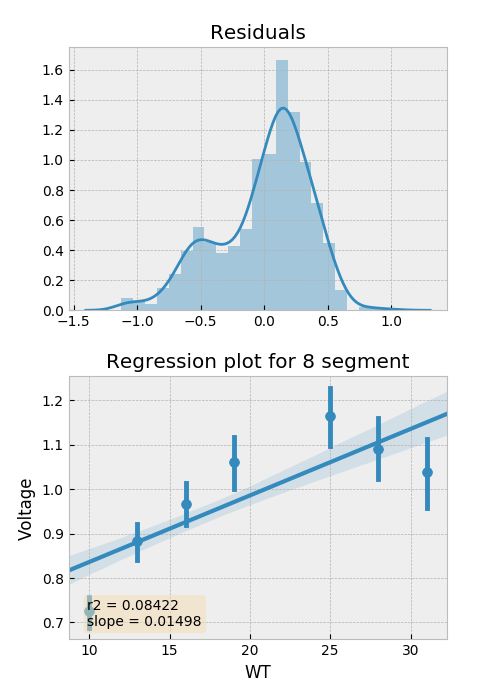 Residuals
1.6
1.4
1.2
1.0
0.8
0.6
0.4
0.2
0.0
−1.5 −1.0 −0.5 0.0 0.5 1.0
Regression plot for 8 segment
1.2
1.1
1.0
0.9
0.8
0.7
Voltage
r2 = 0.08422
slope = 0.01498
10 15 20 25 30
WT